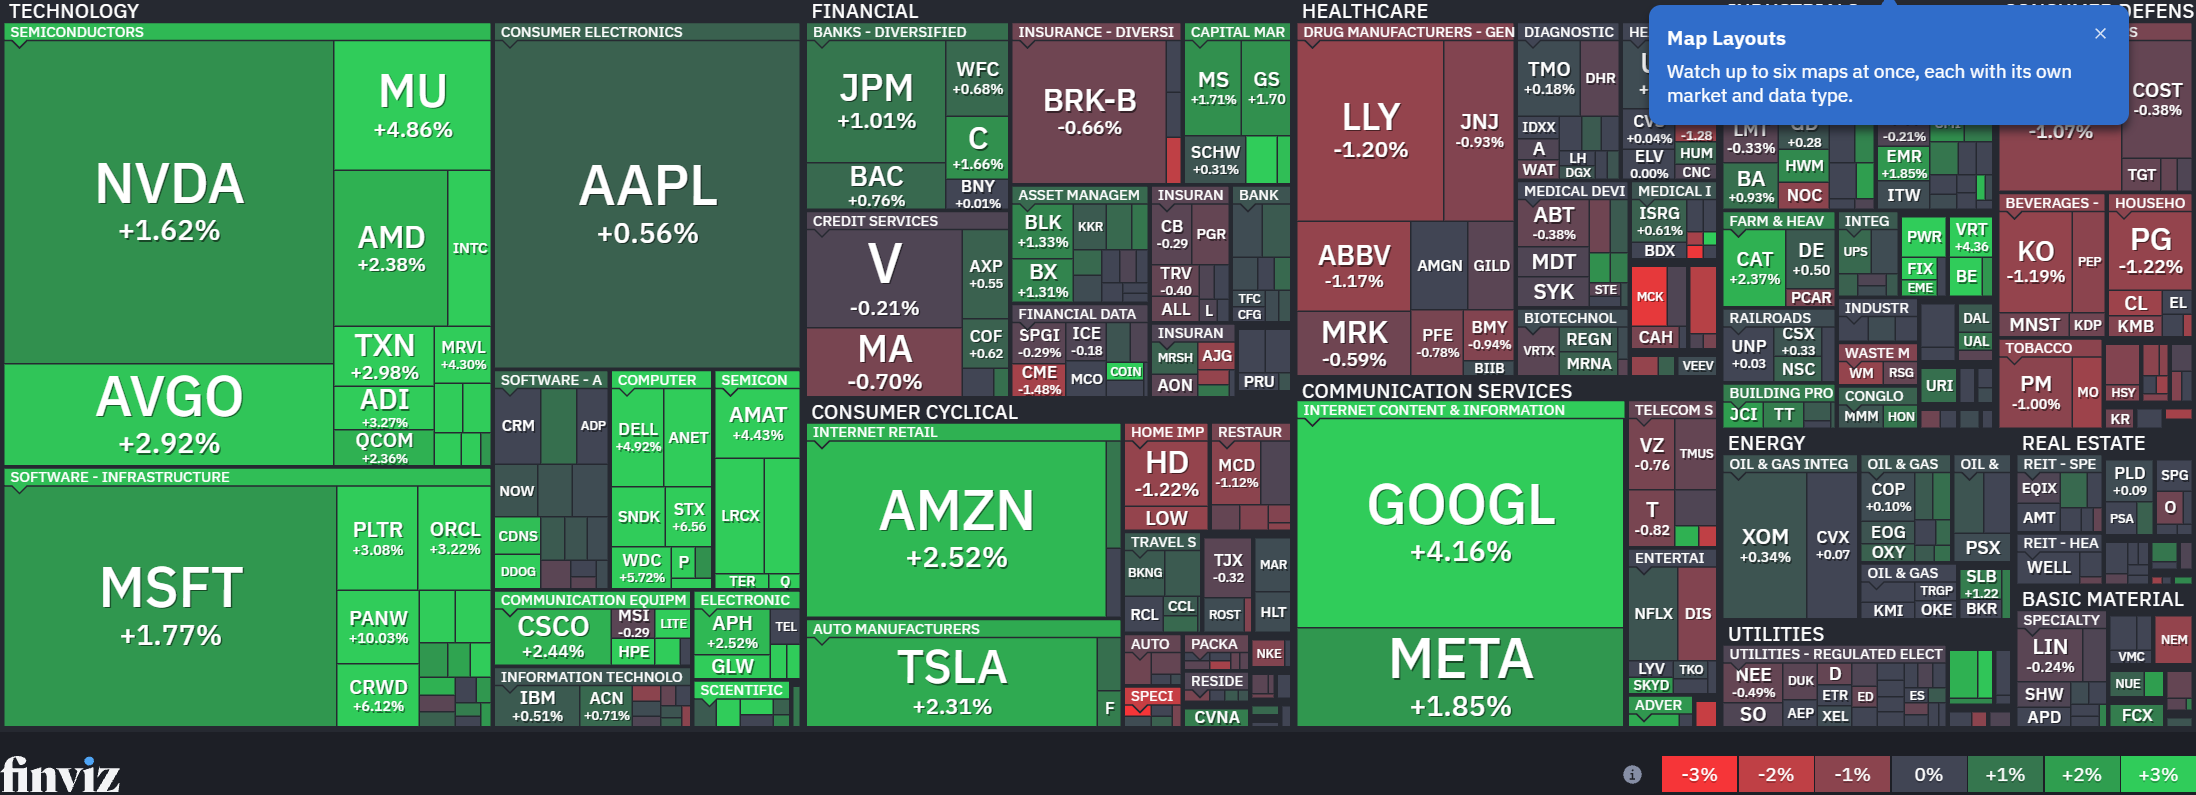 TECHNOLOGY
SEMICONDUCTORS
NVDA
+1.62%
MU
+4.86%
AMD
+2.38%
INTC
AVGO
+2.92%
TXN
+2.98%
MRVL
+4.30%
ADI
+3.27%
QCOM
+2.36%
SOFTWARE - INFRASTRUCTURE
MSFT
+1.77%
PLTR
+3.08%
ORCL
+3.22%
PANW
+10.03%
CRWD
+6.12%
CONSUMER ELECTRONICS
AAPL
+0.56%
SOFTWARE - A
CRM
ADP
NOW
CDNS
DDOG
COMPUTER
DELL
+4.92%
ANET
SNDK
STX
+6.56
WDC
+5.72%
P
SEMICON
AMAT
+4.43%
LRCX
TER
Q
COMMUNICATION EQUIPM
CSCO
+2.44%
MSI
-0.29
LITE
HPE
ELECTRONIC
APH
+2.52%
TEL
GLW
INFORMATION TECHNOLO
IBM
+0.51%
ACN
+0.71%
SCIENTIFIC
FINANCIAL
BANKS - DIVERSIFIED
JPM
+1.01%
WFC
+0.68%
C
+1.66%
BAC
+0.76%
BNY
+0.01%
CREDIT SERVICES
V
-0.21%
AXP
+0.55
MA
-0.70%
COF
+0.62
INSURANCE - DIVERSI
BRK-B
-0.66%
CAPITAL MAR
MS
+1.71%
GS
+1.70
SCHW
+0.31%
ASSET MANAGEM
BLK
+1.33%
KKR
BX
+1.31%
INSURAN
CB
-0.29
PGR
TRV
-0.40
ALL
L
BANK
TFC
CFG
FINANCIAL DATA
SPGI
-0.29%
ICE
-0.18
CME
-1.48%
MCO
COIN
INSURAN
MRSH
AJG
AON
PRU
CONSUMER CYCLICAL
INTERNET RETAIL
AMZN
+2.52%
AUTO MANUFACTURERS
TSLA
+2.31%
F
HOME IMP
HD
-1.22%
LOW
RESTAUR
MCD
-1.12%
TRAVEL S
BKNG
RCL
CCL
TJX
-0.32
ROST
MAR
HLT
AUTO
PACKA
NKE
RESIDE
SPECI
CVNA
HEALTHCARE
DRUG MANUFACTURERS - GEN
LLY
-1.20%
JNJ
-0.93%
ABBV
-1.17%
AMGN
GILD
MRK
-0.59%
PFE
-0.78%
BMY
-0.94%
BIIB
DIAGNOSTIC
TMO
+0.18%
DHR
IDXX
A
WAT
LH
DGX
HE
+0.04%
-1.28
ELV
0.00%
HUM
CNC
MEDICAL DEVI
ABT
-0.38%
MDT
SYK
STE
MEDICAL I
ISRG
+0.61%
BDX
BIOTECHNOL
VRTX
REGN
MRNA
MCK
CAH
VEEV
COMMUNICATION SERVICES
INTERNET CONTENT & INFORMATION
GOOGL
+4.16%
META
+1.85%
TELECOM S
VZ
-0.76
TMUS
T
-0.82
ENTERTAI
NFLX
DIS
LYV
TKO
SKYD
ADVER
Map Layouts
×
Watch up to six maps at once, each with its own
market and data type.
LMT
-0.33%
+0.28
HWM
BA
+0.93%
NOC
-0.21%
EMR
+1.85%
ITW
FARM & HEAV
CAT
+2.37%
DE
+0.50
PCAR
INTEG
UPS
PWR
VRT
+4.36
FIX
EME
BE
RAILROADS
UNP
+0.03
CSX
+0.33
NSC
INDUSTR
DAL
UAL
WASTE M
WM
RSG
URI
BUILDING PRO
JCI
TT
CONGLO
MMM
HON
DEFENS
S
COST
-0.38%
-1.07%
TGT
BEVERAGES -
KO
-1.19%
PEP
MNST
KDP
HOUSEHO
PG
-1.22%
CL
EL
KMB
TOBACCO
PM
-1.00%
MO
HSY
KR
ENERGY
OIL & GAS INTEG
XOM
+0.34%
CVX
+0.07
OIL & GAS
COP
+0.10%
EOG
OXY
OIL &
PSX
OIL & GAS
TRGP
KMI
OKE
SLB
+1.22
BKR
REAL ESTATE
REIT - SPE
EQIX
AMT
PLD
+0.09
PSA
SPG
O
REIT - HEA
WELL
UTILITIES
UTILITIES - REGULATED ELECT
NEE
-0.49%
DUK
D
ETR
ED
ES
SO
AEP
XEL
BASIC MATERIAL
SPECIALTY
LIN
-0.24%
SHW
APD
VMC
NEM
NUE
FCX
finviz
-3%
-2%
-1%
0%
+1%
+2%
+3%